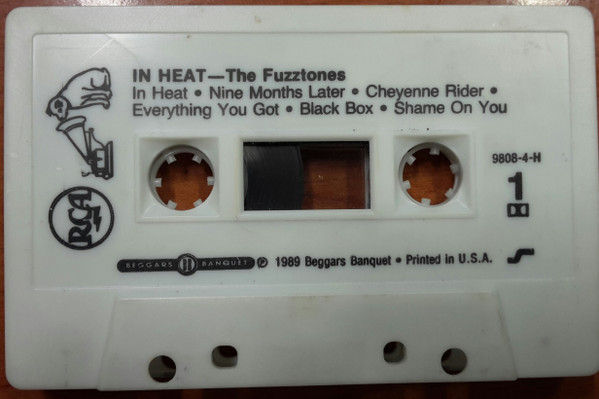 IN HEAT—The Fuzztones
In Heat • Nine Months Later • Cheyenne Rider •
Everything You Got • Black Box • Shame On You
9808-4-H
1
RCA
BEGGARS BANQUET ℗ 1989 Beggars Banquet • Printed in U.S.A.